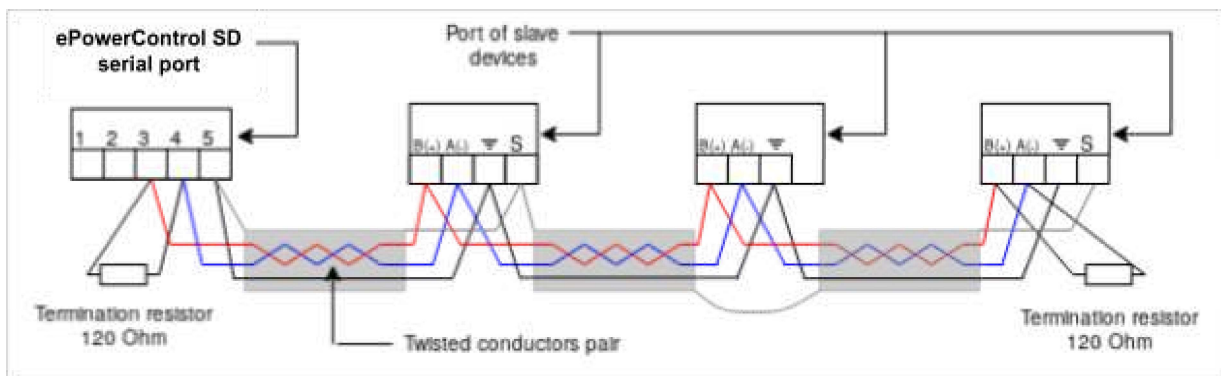 ePowerControl SD
serial port
Port of slave
devices
1 2 3 4 5
B(+) A(-) ⏚ S
B(+) A(-) ⏚
B(+) A(-) ⏚ S
Termination resistor
120 Ohm
Twisted conductors pair
Termination resistor
120 Ohm